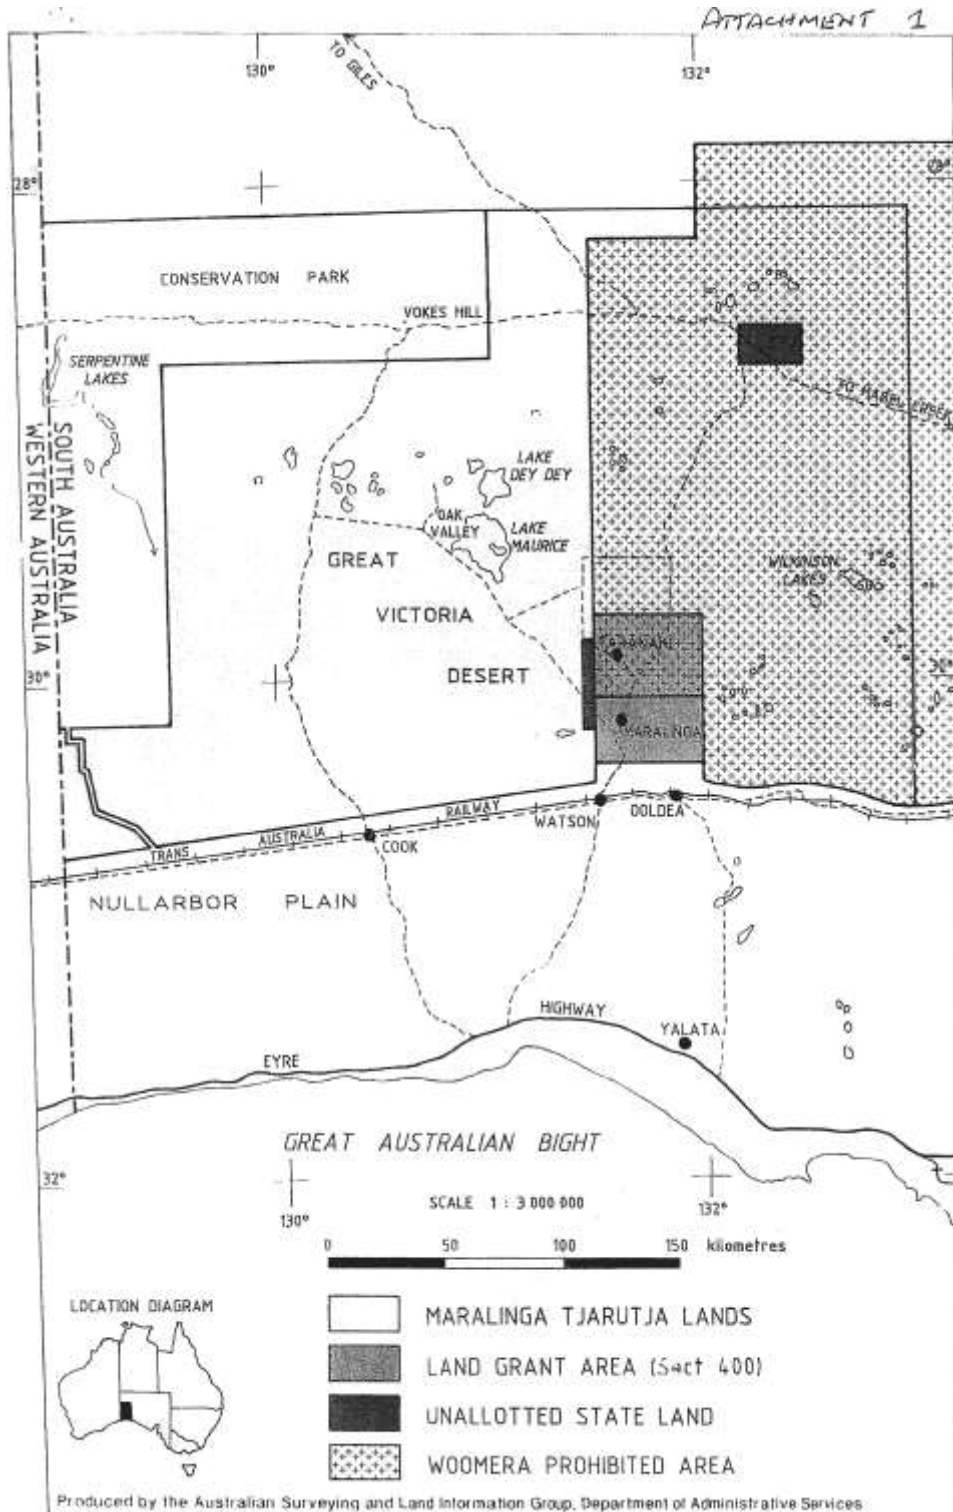 ATTACHMENT 1
130°
TO GILES
132°
28°
28°
CONSERVATION PARK
VOKES HILL
SERPENTINE
LAKES
TO MABEL CREEK
SOUTH AUSTRALIA
WESTERN AUSTRALIA
LAKE
DEY DEY
OAK
VALLEY
LAKE
MAURICE
GREAT
VICTORIA
DESERT
WILKINSON
LAKES
30°
30°
MARALINGA
TRANS AUSTRALIA RAILWAY
COOK
WATSON
OOLDEA
NULLARBOR PLAIN
EYRE HIGHWAY
YALATA
GREAT AUSTRALIAN BIGHT
32°
130°
132°
SCALE 1 : 3 000 000
0 50 100 150 kilometres
LOCATION DIAGRAM
MARALINGA TJARUTJA LANDS
LAND GRANT AREA (Sect 400)
UNALLOTTED STATE LAND
WOOMERA PROHIBITED AREA
Produced by the Australian Surveying and Land Information Group, Department of Administrative Services